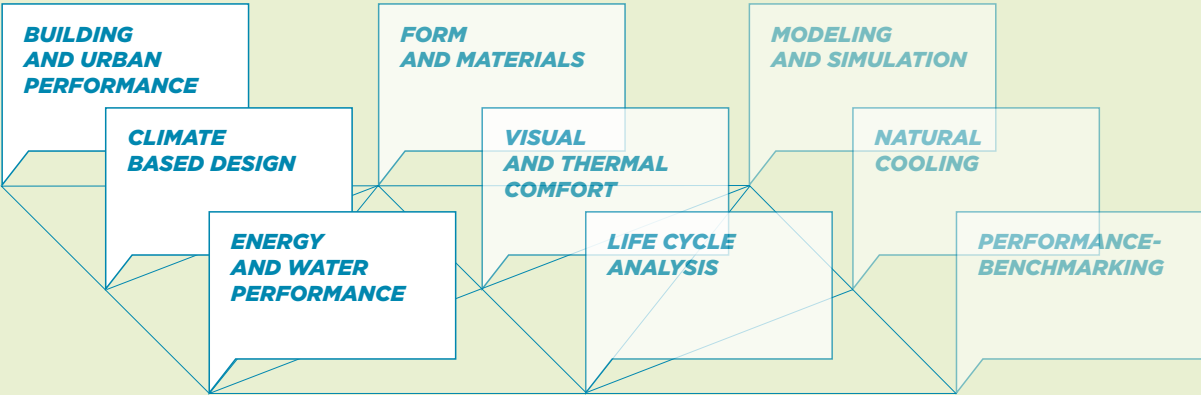 BUILDING
AND URBAN
PERFORMANCE
FORM
AND MATERIALS
MODELING
AND SIMULATION
CLIMATE
BASED DESIGN
VISUAL
AND THERMAL
COMFORT
NATURAL
COOLING
ENERGY
AND WATER
PERFORMANCE
LIFE CYCLE
ANALYSIS
PERFORMANCE-
BENCHMARKING